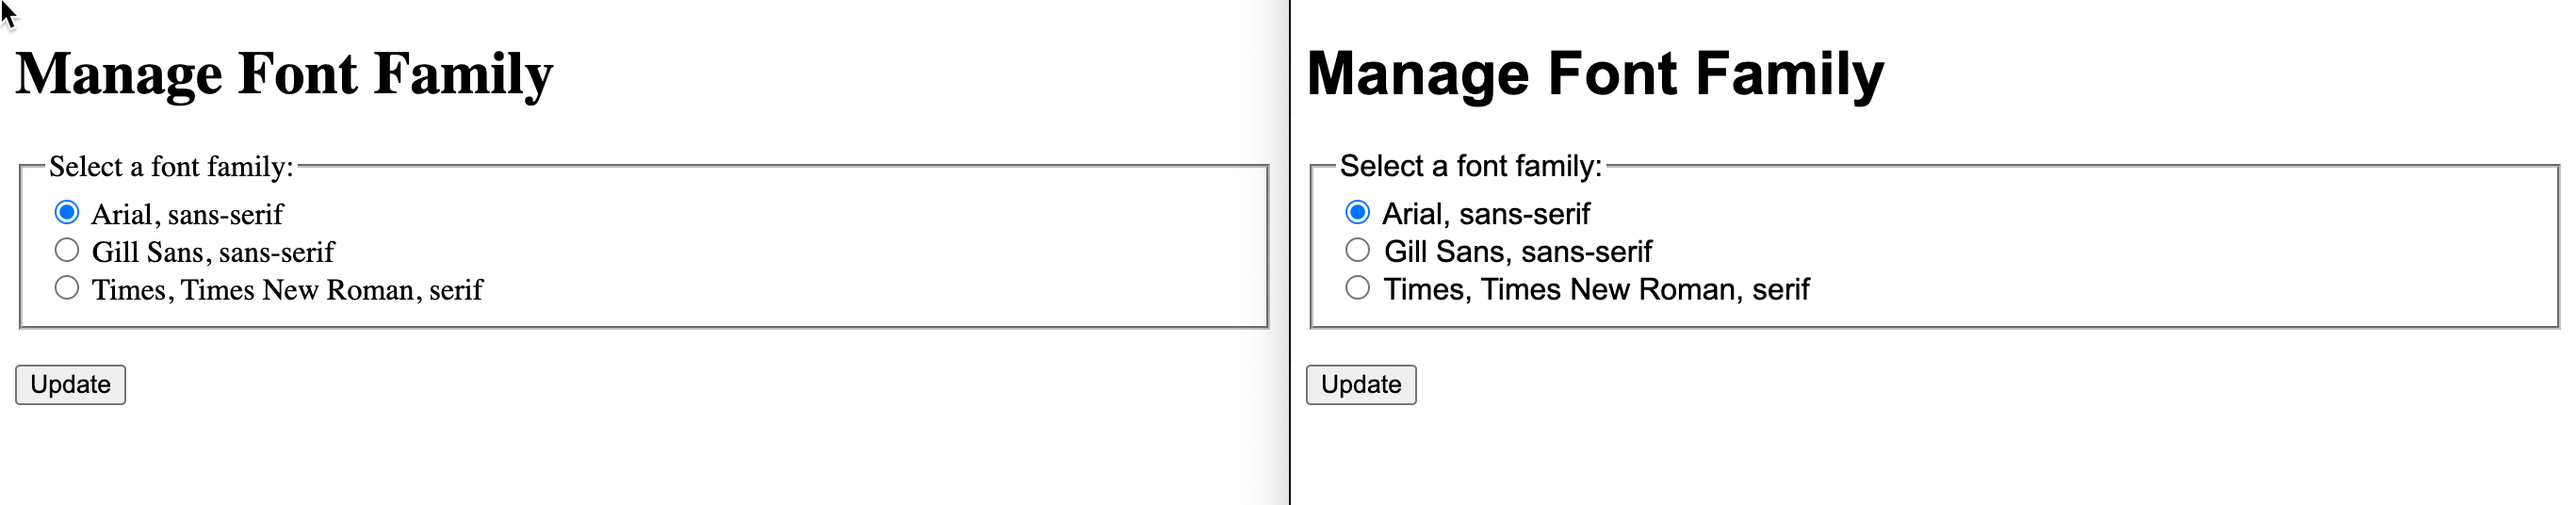 Manage Font Family
Select a font family:
Arial, sans-serif
Gill Sans, sans-serif
Times, Times New Roman, serif
Update
Manage Font Family
Select a font family:
Arial, sans-serif
Gill Sans, sans-serif
Times, Times New Roman, serif
Update